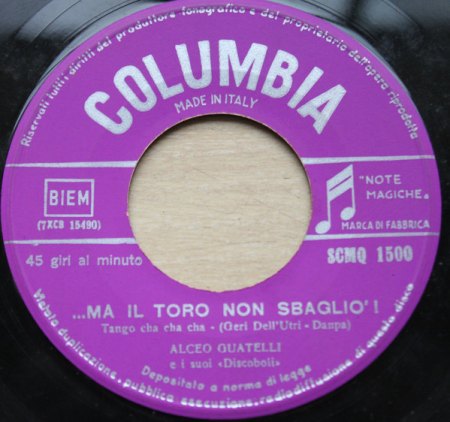 Riservati tutti diritti del produttore fonografico e del proprietario dell'opera riprodotta
COLUMBIA
MADE IN ITALY
BIEM
(7XCB 15490)
"NOTE
MAGICHE"
MARCA DI FABBRICA
45 giri al minuto
SCMQ 1500
...MA IL TORO NON SBAGLIO'!
Tango cha cha cha - (Geri Dell'Utri - Danpa)
ALCEO GUATELLI
e i suoi «Discoboli»
Depositato a norma di legge
Vietata duplicazione, pubblica esecuzione, radiodiffusione di questo disco